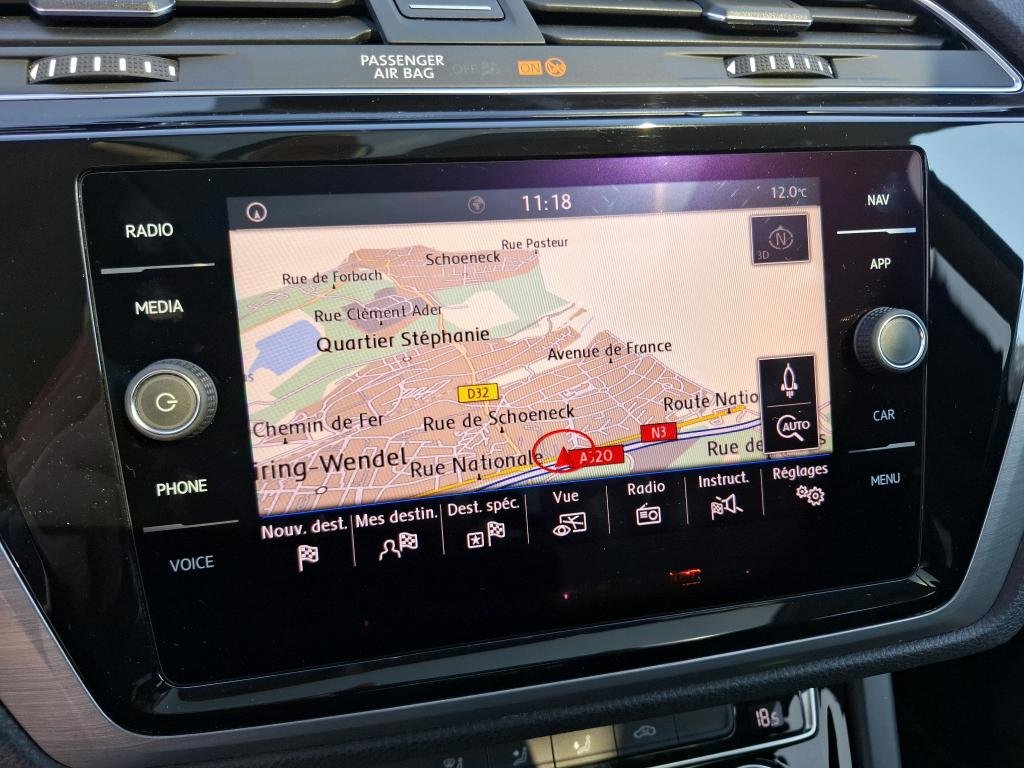 PASSENGER
AIR BAG
OFF
ON
RADIO
MEDIA
PHONE
VOICE
NAV
APP
CAR
MENU
11:18
12.0°C
N
3D
Rue Pasteur
Schoeneck
Rue de Forbach
Rue Clément Ader
Quartier Stéphanie
Avenue de France
D32
Chemin de Fer
Rue de Schoeneck
Route Natio
N3
AUTO
iring-Wendel
Rue Nationale
A320
Rue de
Nouv. dest.
Mes destin.
Dest. spéc.
Vue
Radio
Instruct.
Réglages
18.5